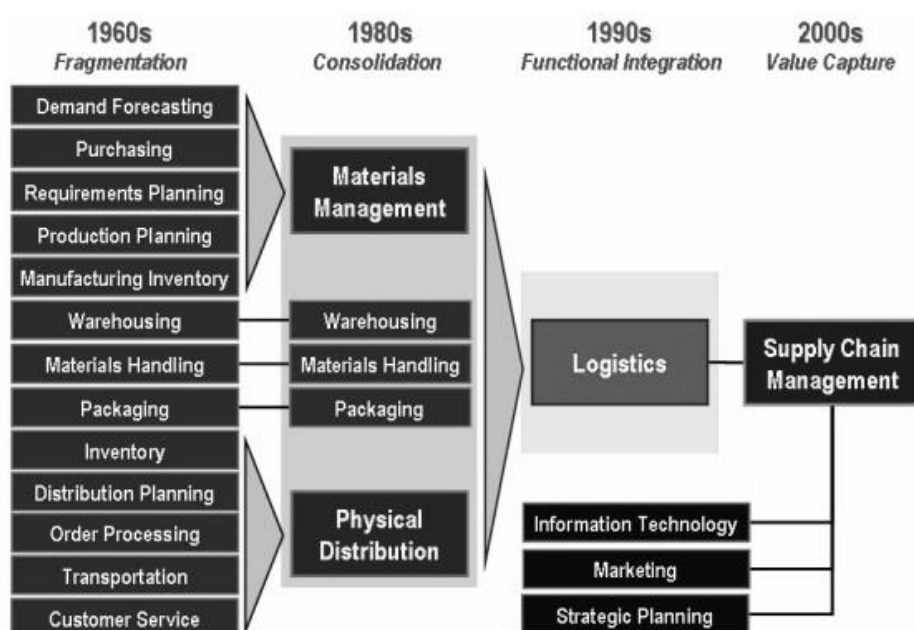 1960s
Fragmentation
1980s
Consolidation
1990s
Functional Integration
2000s
Value Capture
Demand Forecasting
Purchasing
Requirements Planning
Production Planning
Manufacturing Inventory
Warehousing
Materials Handling
Packaging
Inventory
Distribution Planning
Order Processing
Transportation
Customer Service
Materials
Management
Warehousing
Materials Handling
Packaging
Physical
Distribution
Logistics
Information Technology
Marketing
Strategic Planning
Supply Chain
Management